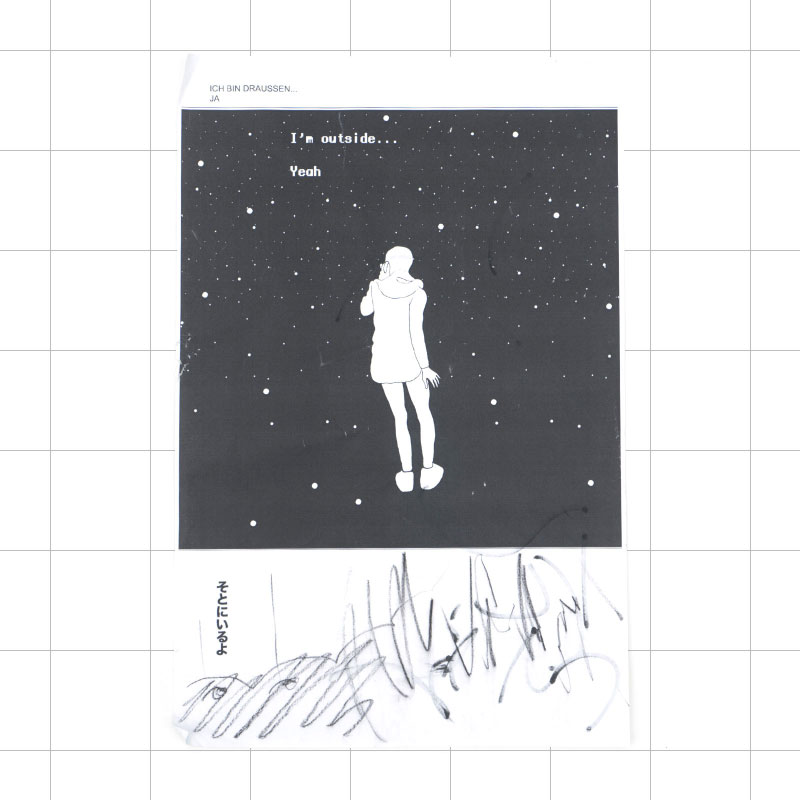 ICH BIN DRAUSSEN...
JA
I'm outside...
Yeah
そとにいるよ